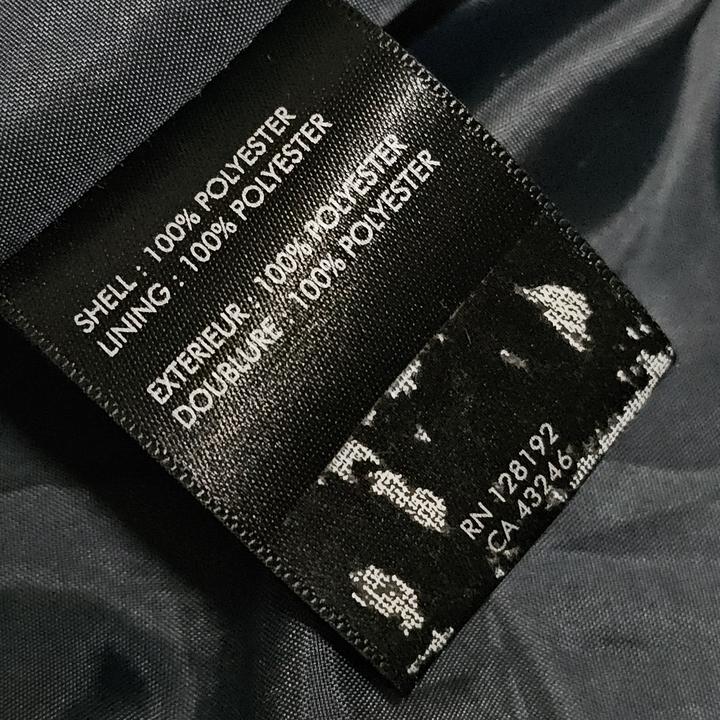 SHELL : 100% POLYESTER
LINING : 100% POLYESTER
EXTERIEUR : 100% POLYESTER
DOUBLURE : 100% POLYESTER
RN 128192
CA 43246